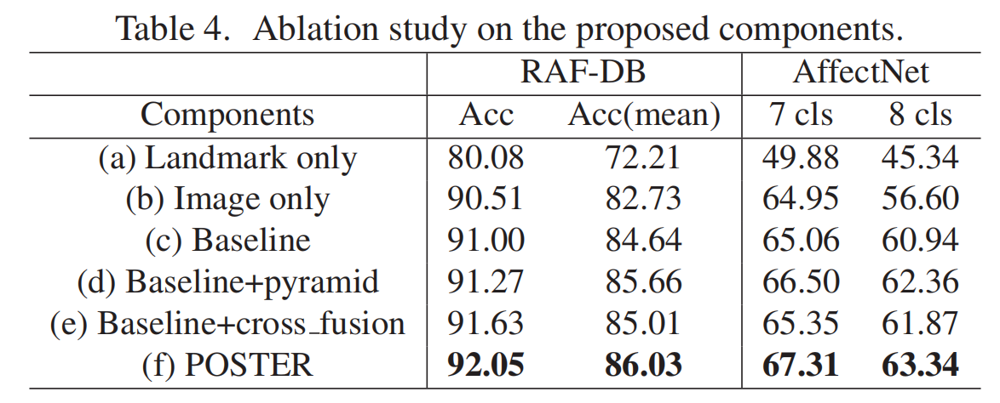 Table 4. Ablation study on the proposed components.
RAF-DB AffectNet
Components Acc Acc(mean) 7 cls 8 cls
(a) Landmark only 80.08 72.21 49.88 45.34
(b) Image only 90.51 82.73 64.95 56.60
(c) Baseline 91.00 84.64 65.06 60.94
(d) Baseline+pyramid 91.27 85.66 66.50 62.36
(e) Baseline+cross_fusion 91.63 85.01 65.35 61.87
(f) POSTER 92.05 86.03 67.31 63.34